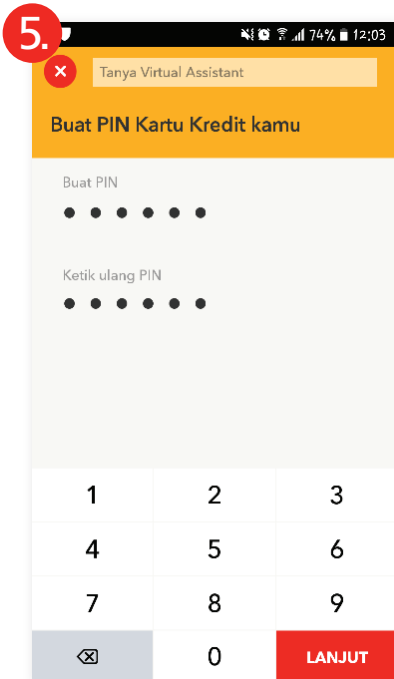 5.
74% 12:03
Tanya Virtual Assistant
Buat PIN Kartu Kredit kamu
Buat PIN
Ketik ulang PIN
1 2 3
4 5 6
7 8 9
0 LANJUT